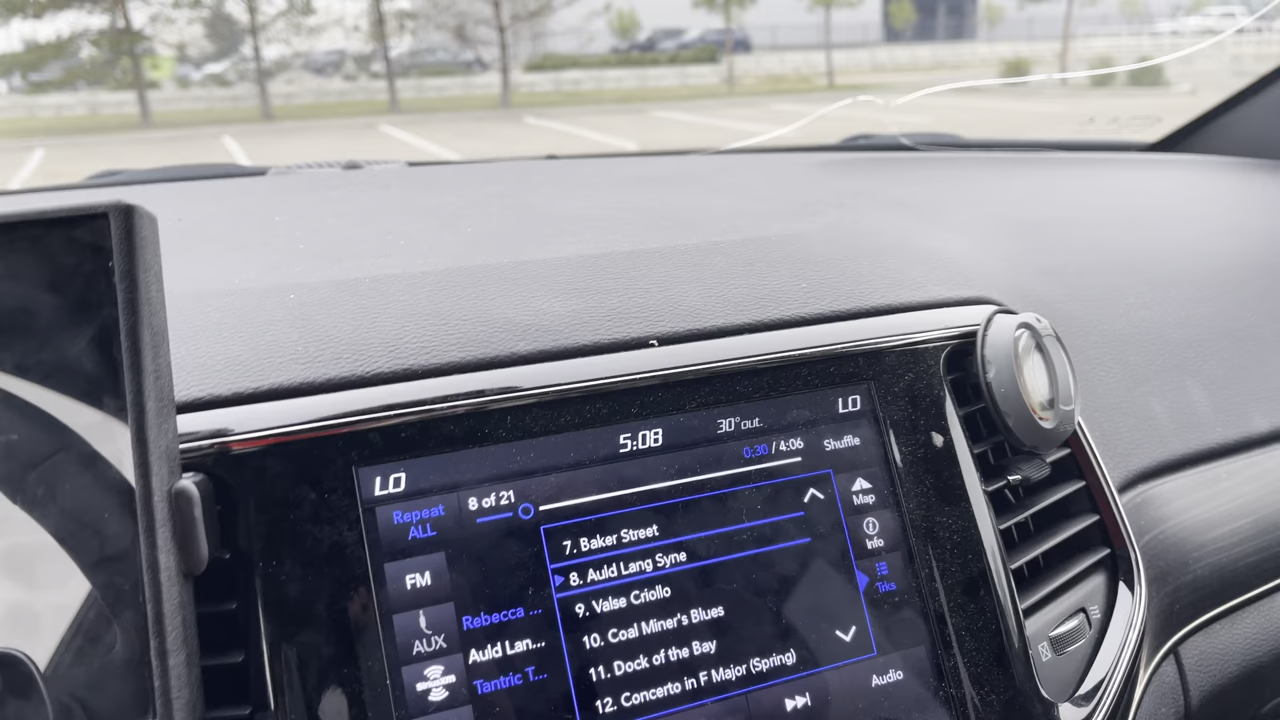 LO
5:08
30° out.
LO
Repeat
ALL
8 of 21
0:30 / 4:06
Shuffle
FM
AUX
SiriusXM
Rebecca ...
Auld Lan...
Tantric T...
7. Baker Street
8. Auld Lang Syne
9. Valse Criollo
10. Coal Miner's Blues
11. Dock of the Bay
12. Concerto in F Major (Spring)
Map
Info
Trks
Audio